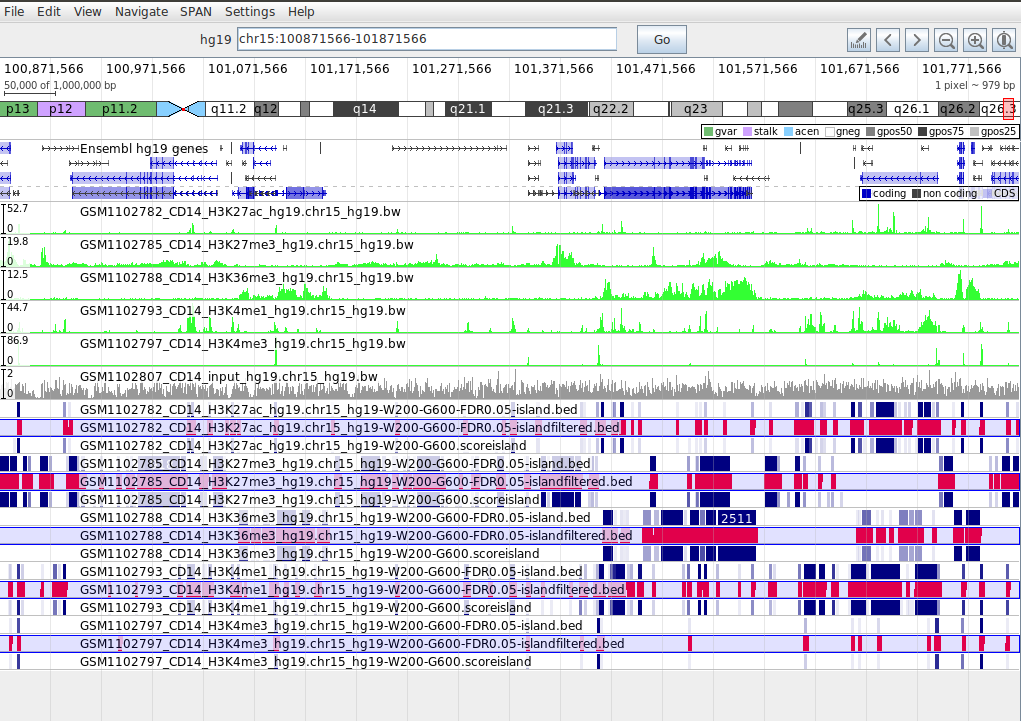 File Edit View Navigate SPAN Settings Help
hg19 chr15:100871566-101871566 Go
100,871,566 100,971,566 101,071,566 101,171,566 101,271,566 101,371,566 101,471,566 101,571,566 101,671,566 101,771,566
50,000 of 1,000,000 bp 1 pixel ~ 979 bp
p13 p12 p11.2 q11.2 q12 q14 q21.1 q21.3 q22.2 q23 q25.3 q26.1 q26.2 q26.3
gvar stalk acen gneg gpos50 gpos75 gpos25
Ensembl hg19 genes
coding non coding CDS
52.7 GSM1102782_CD14_H3K27ac_hg19.chr15_hg19.bw
0
19.8 GSM1102785_CD14_H3K27me3_hg19.chr15_hg19.bw
0
12.5 GSM1102788_CD14_H3K36me3_hg19.chr15_hg19.bw
0
44.7 GSM1102793_CD14_H3K4me1_hg19.chr15_hg19.bw
0
86.9 GSM1102797_CD14_H3K4me3_hg19.chr15_hg19.bw
0
2 GSM1102807_CD14_input_hg19.chr15_hg19.bw
0
GSM1102782_CD14_H3K27ac_hg19.chr15_hg19-W200-G600-FDR0.05-island.bed
GSM1102782_CD14_H3K27ac_hg19.chr15_hg19-W200-G600-FDR0.05-islandfiltered.bed
GSM1102782_CD14_H3K27ac_hg19.chr15_hg19-W200-G600.scoreisland
GSM1102785_CD14_H3K27me3_hg19.chr15_hg19-W200-G600-FDR0.05-island.bed
GSM1102785_CD14_H3K27me3_hg19.chr15_hg19-W200-G600-FDR0.05-islandfiltered.bed
GSM1102785_CD14_H3K27me3_hg19.chr15_hg19-W200-G600.scoreisland
GSM1102788_CD14_H3K36me3_hg19.chr15_hg19-W200-G600-FDR0.05-island.bed 2511
GSM1102788_CD14_H3K36me3_hg19.chr15_hg19-W200-G600-FDR0.05-islandfiltered.bed
GSM1102788_CD14_H3K36me3_hg19.chr15_hg19-W200-G600.scoreisland
GSM1102793_CD14_H3K4me1_hg19.chr15_hg19-W200-G600-FDR0.05-island.bed
GSM1102793_CD14_H3K4me1_hg19.chr15_hg19-W200-G600-FDR0.05-islandfiltered.bed
GSM1102793_CD14_H3K4me1_hg19.chr15_hg19-W200-G600.scoreisland
GSM1102797_CD14_H3K4me3_hg19.chr15_hg19-W200-G600-FDR0.05-island.bed
GSM1102797_CD14_H3K4me3_hg19.chr15_hg19-W200-G600-FDR0.05-islandfiltered.bed
GSM1102797_CD14_H3K4me3_hg19.chr15_hg19-W200-G600.scoreisland